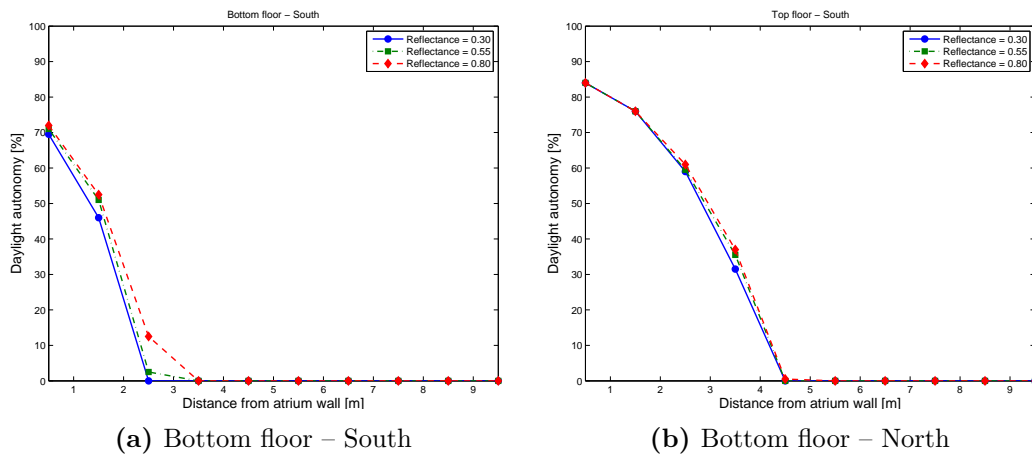 Bottom floor – South
100
90
80
70
60
50
40
30
20
10
0
Daylight autonomy [%]
1 2 3 4 5 6 7 8 9
Distance from atrium wall [m]
Reflectance = 0.30
Reflectance = 0.55
Reflectance = 0.80
(a) Bottom floor – South
Top floor – South
100
90
80
70
60
50
40
30
20
10
0
Daylight autonomy [%]
1 2 3 4 5 6 7 8 9
Distance from atrium wall [m]
Reflectance = 0.30
Reflectance = 0.55
Reflectance = 0.80
(b) Bottom floor – North